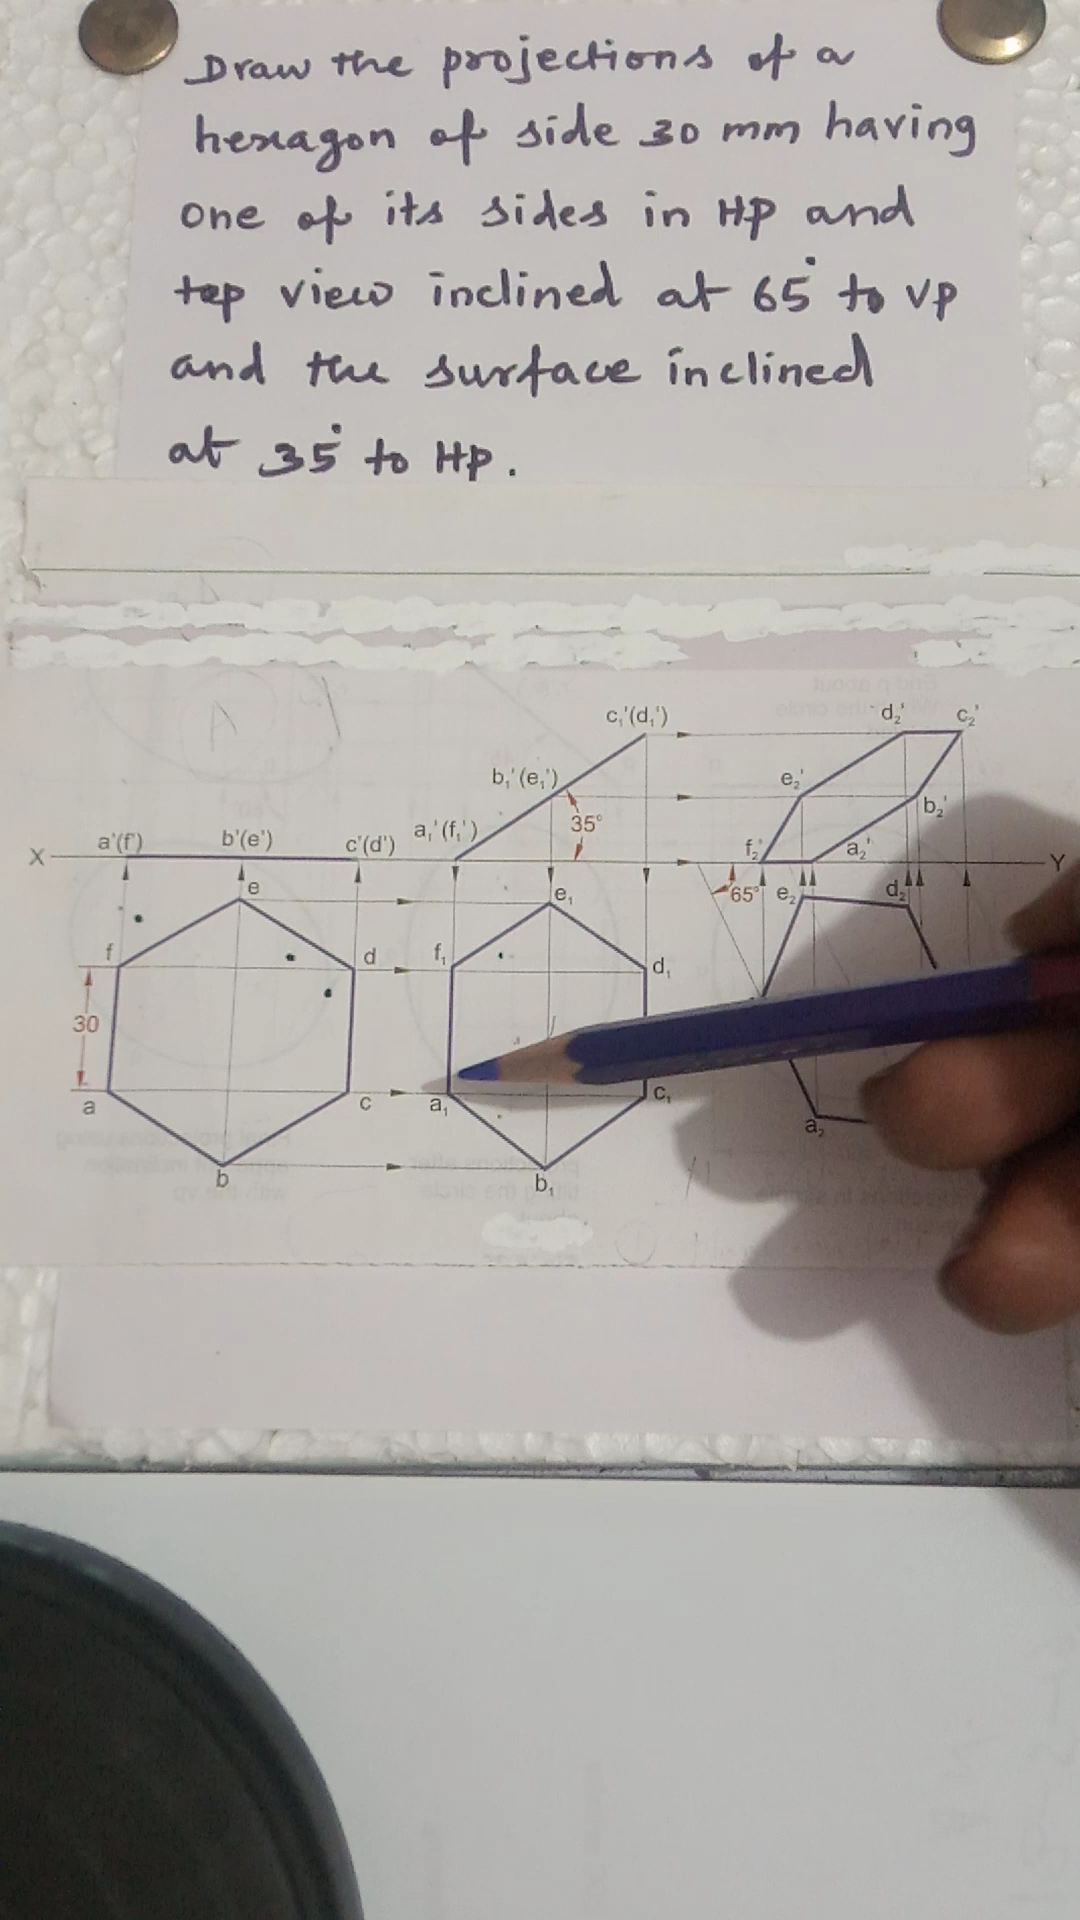 Draw the projections of a
hexagon of side 30 mm having
one of its sides in HP and
top view inclined at 65° to VP
and the surface inclined
at 35° to HP.
c₁'(d₁')
d₂' c₂'
b₁'(e₁')
e₂'
b₂'
a'(f') b'(e') c'(d') a₁'(f₁')
35°
f₂' a₂'
X Y
65°
e e₁ e₂ d₂
f d f₁ d₁
30
a c a₁ c₁
a₂
b b₁